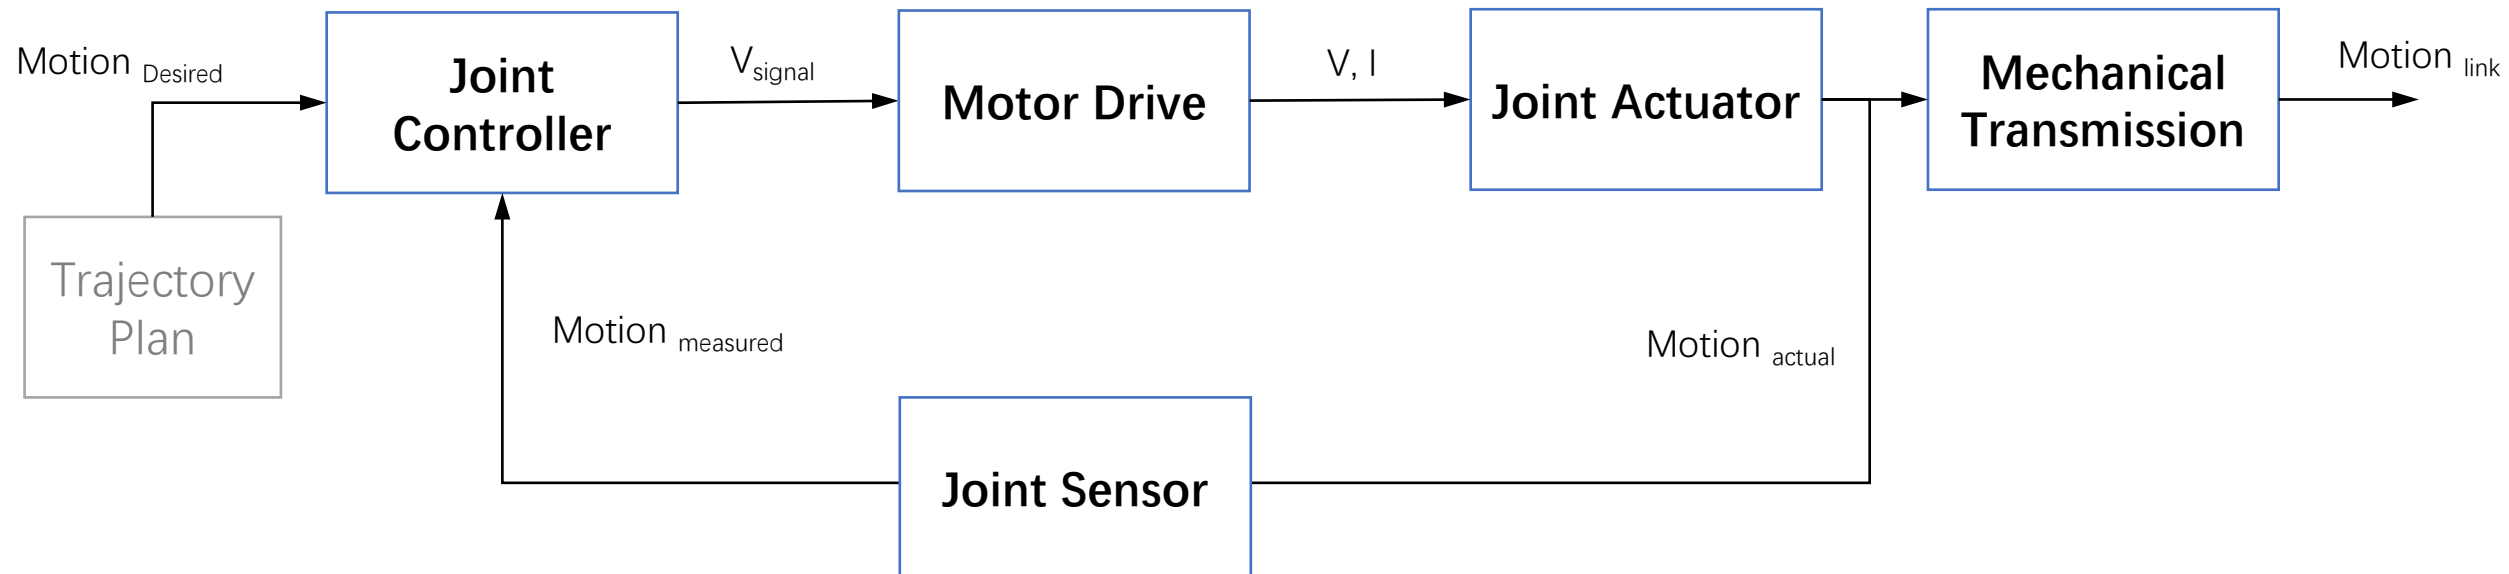 Motion Desired
Joint
Controller
Vsignal
Motor Drive
V, I
Joint Actuator
Mechanical
Transmission
Motion link
Trajectory
Plan
Motion measured
Motion actual
Joint Sensor